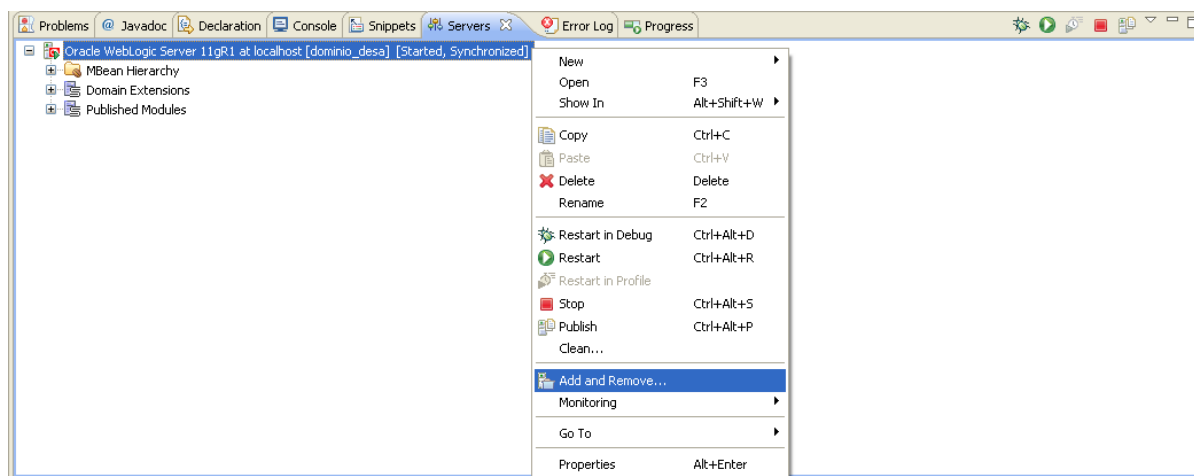 Problems @ Javadoc Declaration Console Snippets Servers Error Log Progress
Oracle WebLogic Server 11gR1 at localhost [dominio_desa] [Started, Synchronized]
MBean Hierarchy
Domain Extensions
Published Modules
New
Open F3
Show In Alt+Shift+W
Copy Ctrl+C
Paste Ctrl+V
Delete Delete
Rename F2
Restart in Debug Ctrl+Alt+D
Restart Ctrl+Alt+R
Restart in Profile
Stop Ctrl+Alt+S
Publish Ctrl+Alt+P
Clean...
Add and Remove...
Monitoring
Go To
Properties Alt+Enter